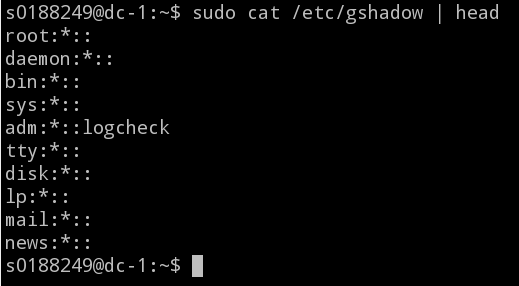 s0188249@dc-1:~$ sudo cat /etc/gshadow | head
root:*::
daemon:*::
bin:*::
sys:*::
adm:*::logcheck
tty:*::
disk:*::
lp:*::
mail:*::
news:*::
s0188249@dc-1:~$